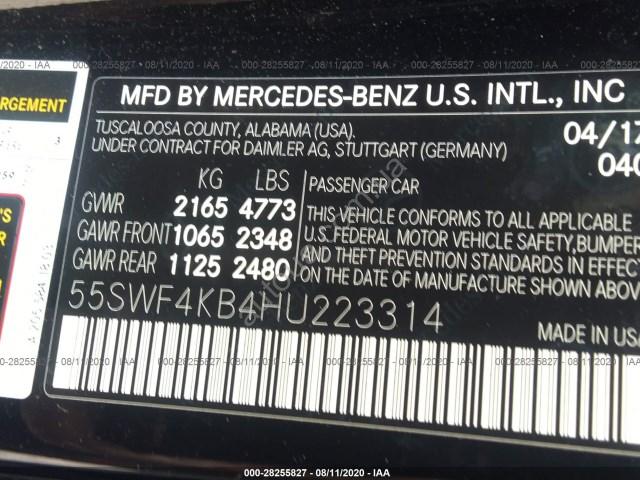 000-28255827 - 08/11/2020 - IAA
ARGEMENT
MFD BY MERCEDES-BENZ U.S. INTL., INC
TUSCALOOSA COUNTY, ALABAMA (USA).
UNDER CONTRACT FOR DAIMLER AG, STUTTGART (GERMANY)
04/17
040
KG LBS
GVWR 2165 4773
GAWR FRONT 1065 2348
GAWR REAR 1125 2480
PASSENGER CAR
THIS VEHICLE CONFORMS TO ALL APPLICABLE
U.S. FEDERAL MOTOR VEHICLE SAFETY, BUMPER
AND THEFT PREVENTION STANDARDS IN EFFECT
ON THE DATE OF MANUFACTURE SHOWN ABOVE
55SWF4KB4HU223314
MADE IN USA
000-28255827 - 08/11/2020 - IAA